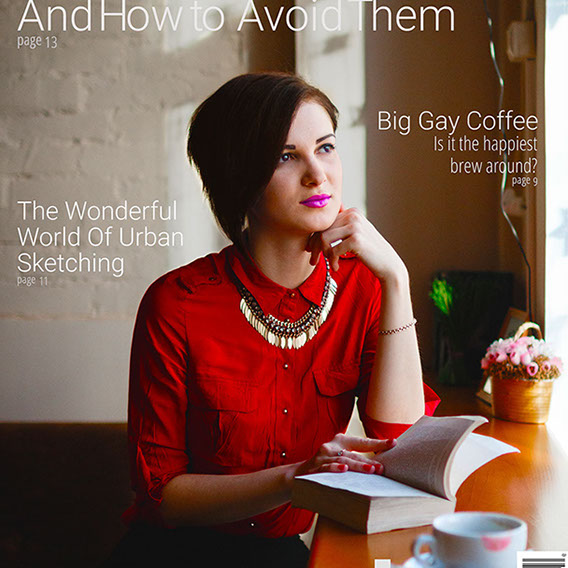 And How to Avoid Them
page 13
Big Gay Coffee
Is it the happiest
brew around?
page 9
The Wonderful
World Of Urban
Sketching
page 11